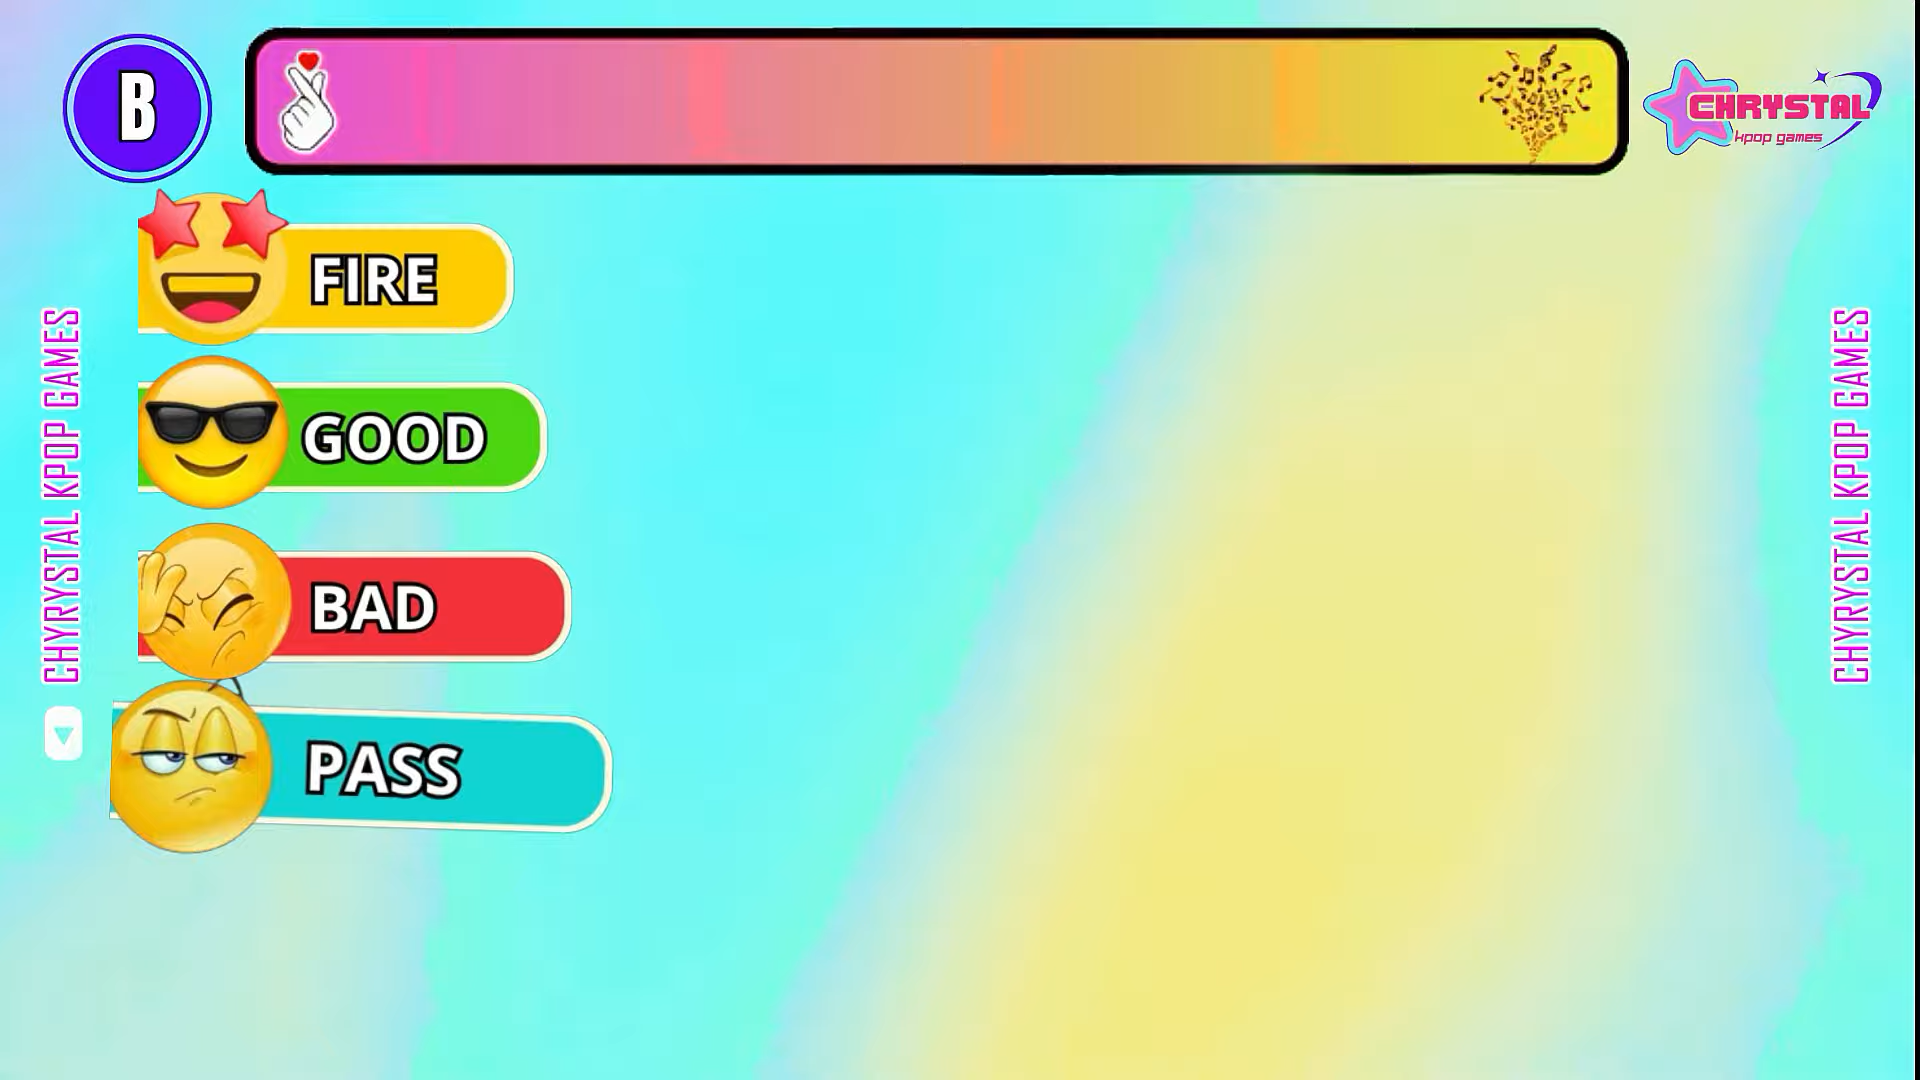 B
CHRYSTAL
kpop games
FIRE
GOOD
BAD
PASS
CHYRYSTAL KPOP GAMES
CHYRYSTAL KPOP GAMES